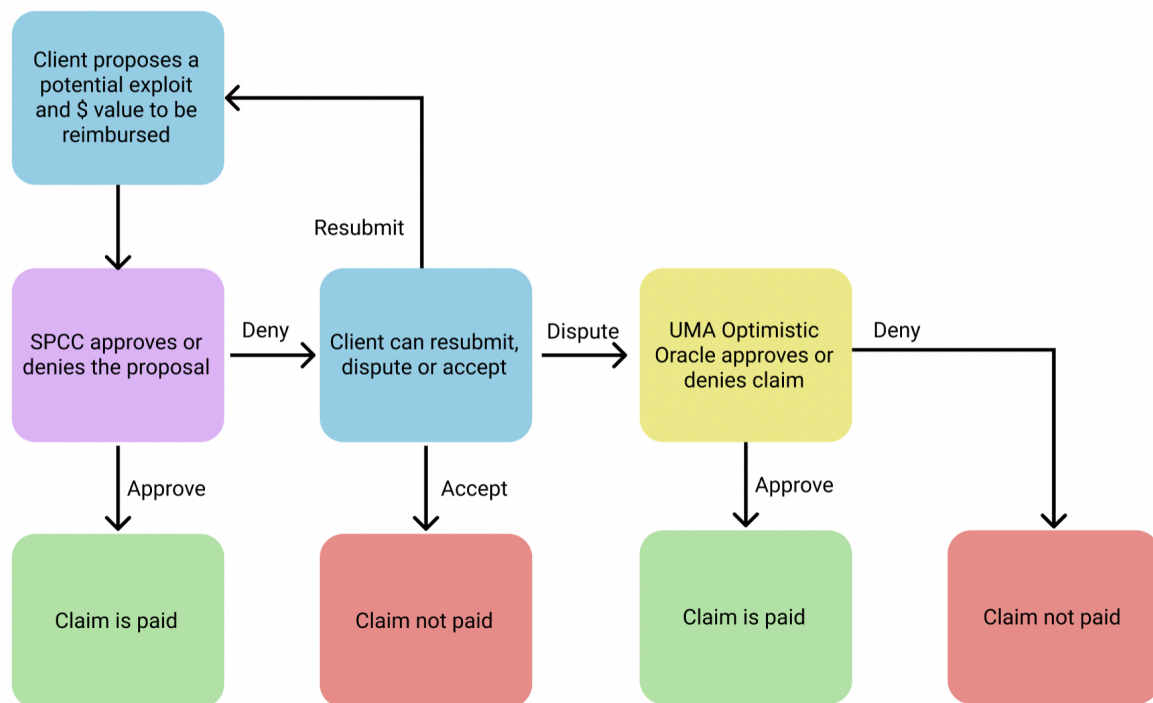 Client proposes a
potential exploit
and $ value to be
reimbursed
Resubmit
SPCC approves or
denies the proposal
Deny
Client can resubmit,
dispute or accept
Dispute
UMA Optimistic
Oracle approves or
denies claim
Deny
Approve
Accept
Approve
Claim is paid
Claim not paid
Claim is paid
Claim not paid